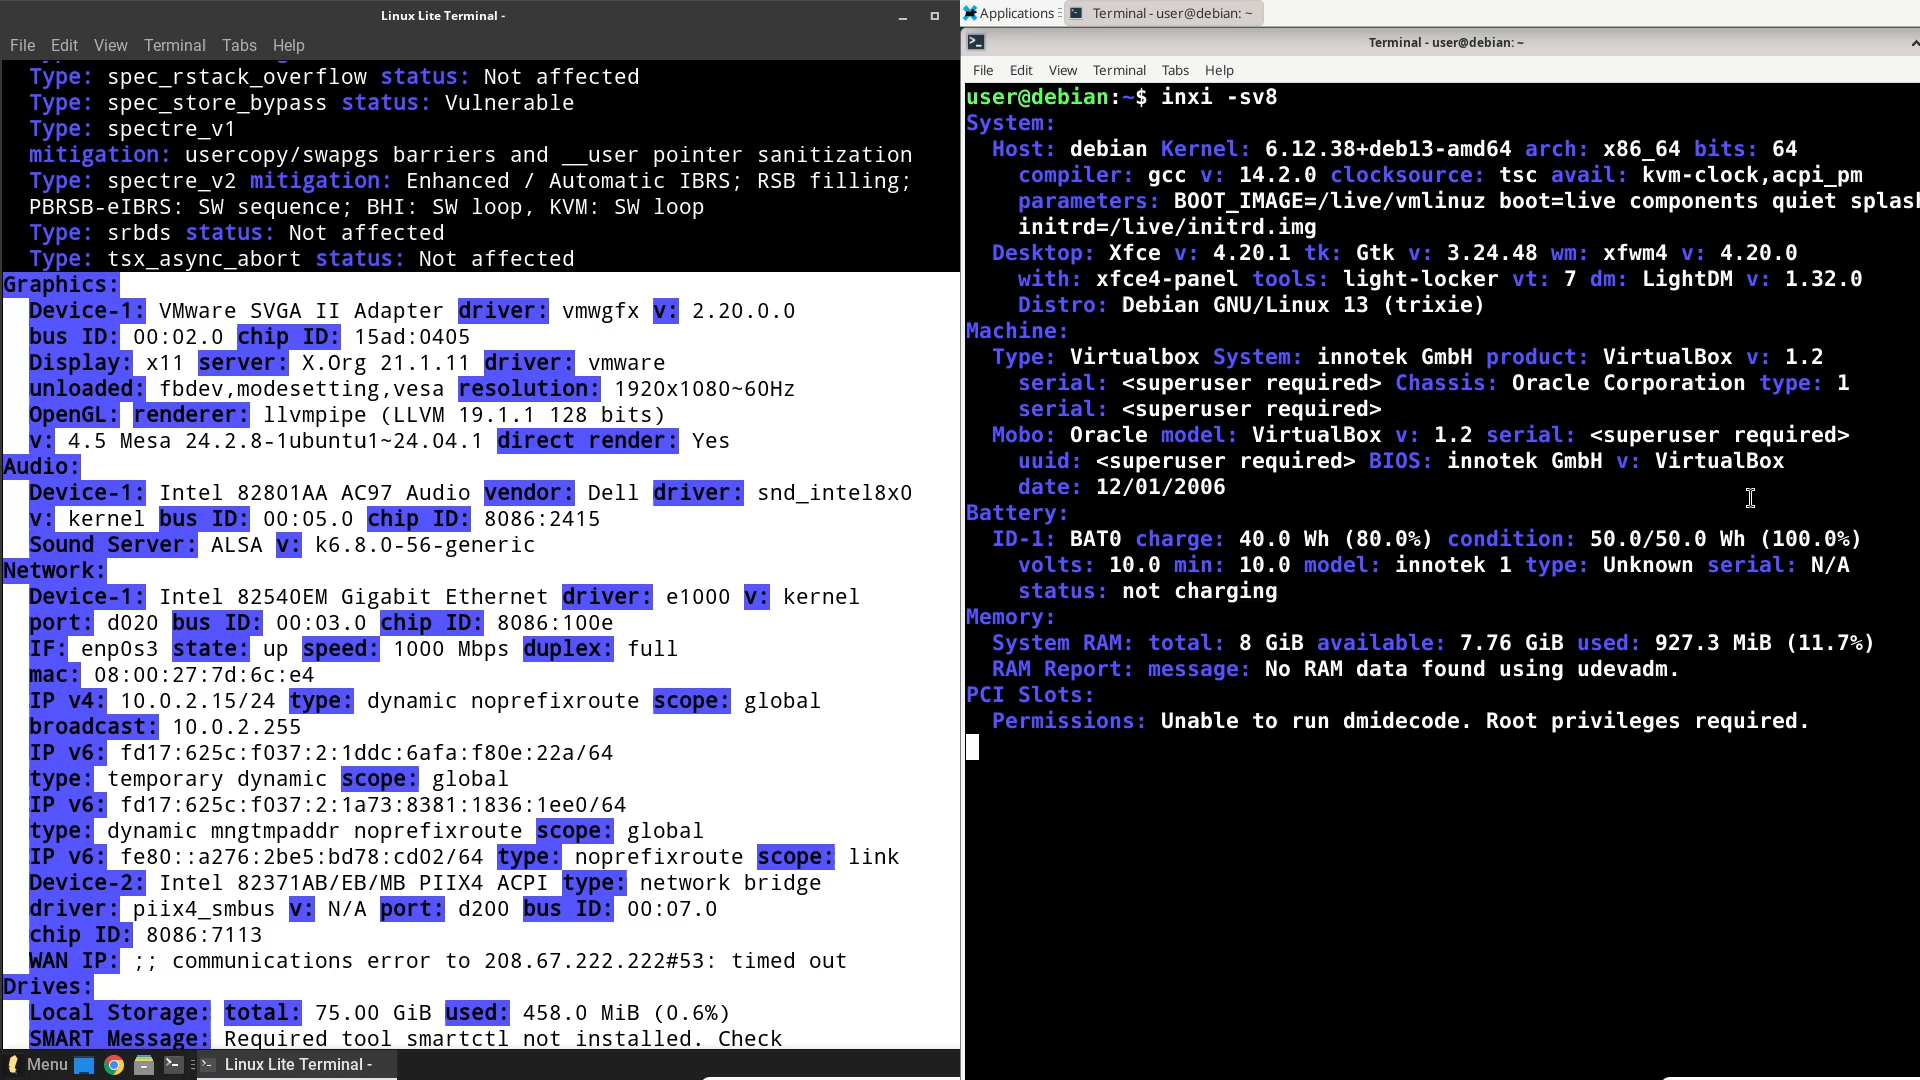 Linux Lite Terminal -
File Edit View Terminal Tabs Help
Type: spec_rstack_overflow status: Not affected
Type: spec_store_bypass status: Vulnerable
Type: spectre_v1
mitigation: usercopy/swapgs barriers and __user pointer sanitization
Type: spectre_v2 mitigation: Enhanced / Automatic IBRS; RSB filling;
PBRSB-eIBRS: SW sequence; BHI: SW loop, KVM: SW loop
Type: srbds status: Not affected
Type: tsx_async_abort status: Not affected
Graphics:
Device-1: VMware SVGA II Adapter driver: vmwgfx v: 2.20.0.0
bus ID: 00:02.0 chip ID: 15ad:0405
Display: x11 server: X.Org 21.1.11 driver: vmware
unloaded: fbdev,modesetting,vesa resolution: 1920x1080~60Hz
OpenGL: renderer: llvmpipe (LLVM 19.1.1 128 bits)
v: 4.5 Mesa 24.2.8-1ubuntu1~24.04.1 direct render: Yes
Audio:
Device-1: Intel 82801AA AC97 Audio vendor: Dell driver: snd_intel8x0
v: kernel bus ID: 00:05.0 chip ID: 8086:2415
Sound Server: ALSA v: k6.8.0-56-generic
Network:
Device-1: Intel 82540EM Gigabit Ethernet driver: e1000 v: kernel
port: d020 bus ID: 00:03.0 chip ID: 8086:100e
IF: enp0s3 state: up speed: 1000 Mbps duplex: full
mac: 08:00:27:7d:6c:e4
IP v4: 10.0.2.15/24 type: dynamic noprefixroute scope: global
broadcast: 10.0.2.255
IP v6: fd17:625c:f037:2:1ddc:6afa:f80e:22a/64
type: temporary dynamic scope: global
IP v6: fd17:625c:f037:2:1a73:8381:1836:1ee0/64
type: dynamic mngtmpaddr noprefixroute scope: global
IP v6: fe80::a276:2be5:bd78:cd02/64 type: noprefixroute scope: link
Device-2: Intel 82371AB/EB/MB PIIX4 ACPI type: network bridge
driver: piix4_smbus v: N/A port: d200 bus ID: 00:07.0
chip ID: 8086:7113
WAN IP: ;; communications error to 208.67.222.222#53: timed out
Drives:
Local Storage: total: 75.00 GiB used: 458.0 MiB (0.6%)
SMART Message: Required tool smartctl not installed. Check
Menu Linux Lite Terminal -
Applications Terminal - user@debian: ~
Terminal - user@debian: ~
File Edit View Terminal Tabs Help
user@debian:~$ inxi -sv8
System:
Host: debian Kernel: 6.12.38+deb13-amd64 arch: x86_64 bits: 64
compiler: gcc v: 14.2.0 clocksource: tsc avail: kvm-clock,acpi_pm
parameters: BOOT_IMAGE=/live/vmlinuz boot=live components quiet splash
initrd=/live/initrd.img
Desktop: Xfce v: 4.20.1 tk: Gtk v: 3.24.48 wm: xfwm4 v: 4.20.0
with: xfce4-panel tools: light-locker vt: 7 dm: LightDM v: 1.32.0
Distro: Debian GNU/Linux 13 (trixie)
Machine:
Type: Virtualbox System: innotek GmbH product: VirtualBox v: 1.2
serial: <superuser required> Chassis: Oracle Corporation type: 1
serial: <superuser required>
Mobo: Oracle model: VirtualBox v: 1.2 serial: <superuser required>
uuid: <superuser required> BIOS: innotek GmbH v: VirtualBox
date: 12/01/2006
Battery:
ID-1: BAT0 charge: 40.0 Wh (80.0%) condition: 50.0/50.0 Wh (100.0%)
volts: 10.0 min: 10.0 model: innotek 1 type: Unknown serial: N/A
status: not charging
Memory:
System RAM: total: 8 GiB available: 7.76 GiB used: 927.3 MiB (11.7%)
RAM Report: message: No RAM data found using udevadm.
PCI Slots:
Permissions: Unable to run dmidecode. Root privileges required.